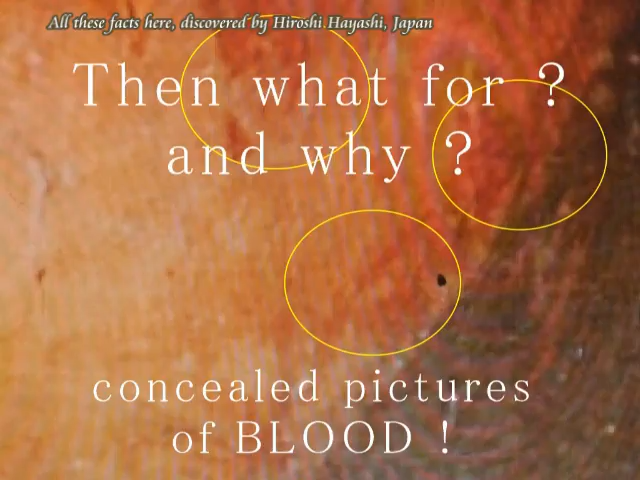 All these facts here, discovered by Hiroshi Hayashi, Japan
Then what for ?
and why ?
concealed pictures
of BLOOD !